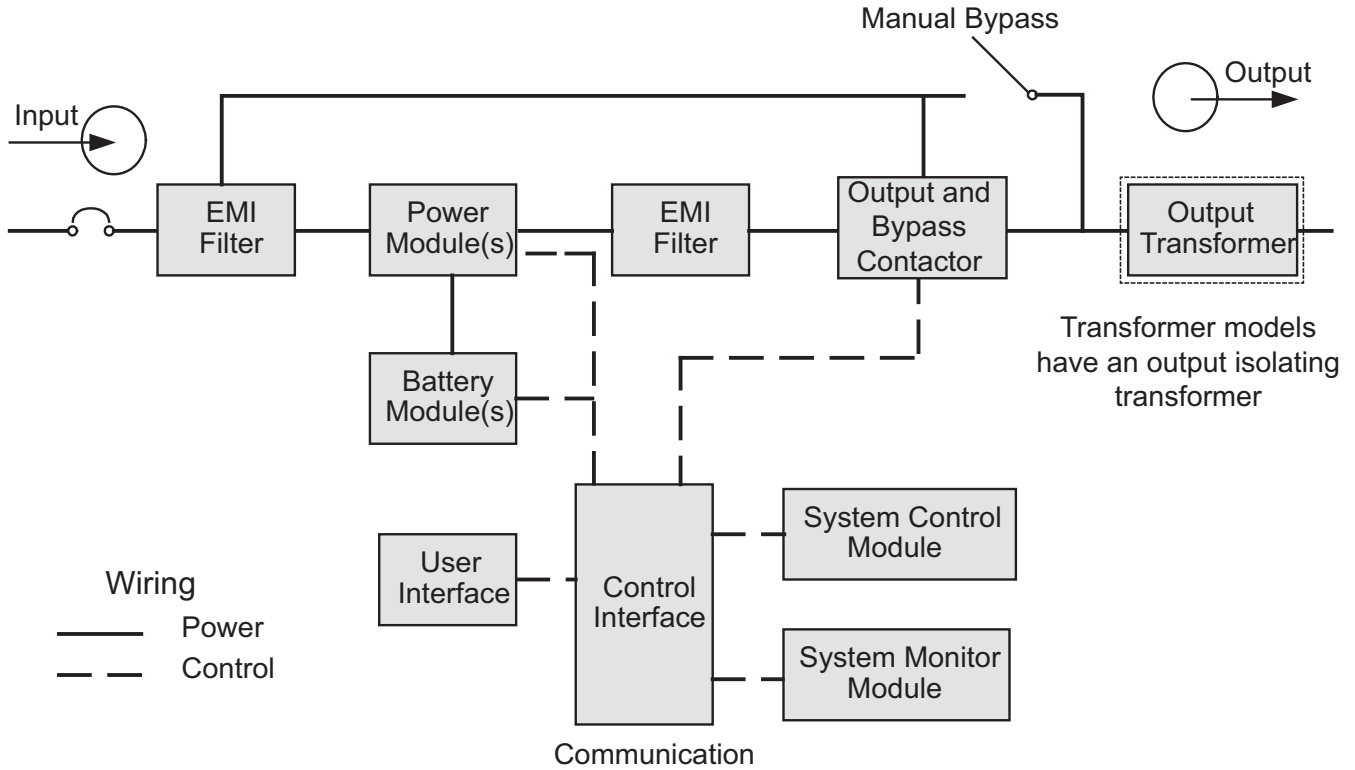 Manual Bypass
Input
Output
EMI
Filter
Power
Module(s)
EMI
Filter
Output and
Bypass
Contactor
Output
Transformer
Transformer models
have an output isolating
transformer
Battery
Module(s)
User
Interface
Control
Interface
System Control
Module
System Monitor
Module
Communication
Wiring
Power
Control